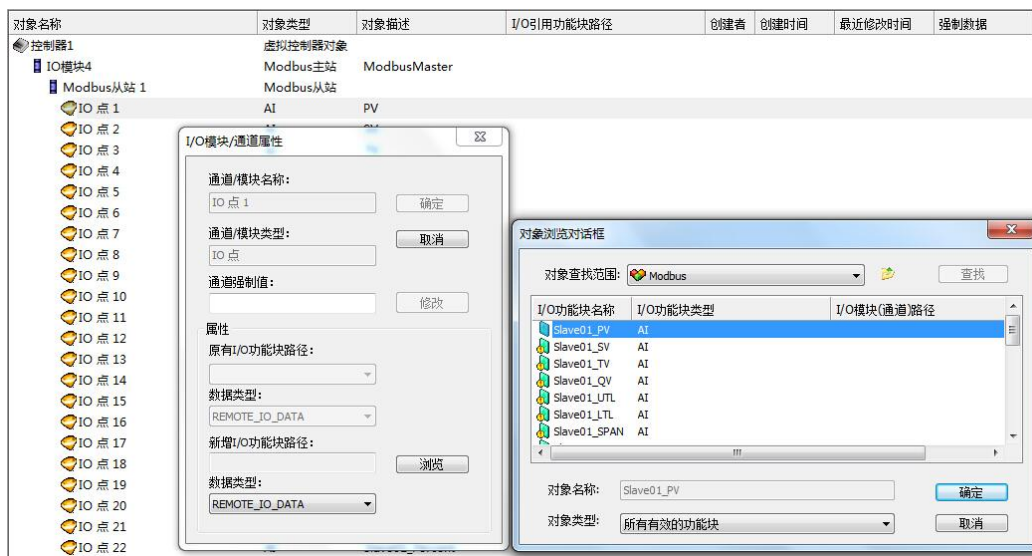 对象名称 对象类型 对象描述 I/O引用功能块路径 创建者 创建时间 最近修改时间 强制数据
控制器1 虚拟控制器对象
IO模块4 Modbus主站 ModbusMaster
Modbus从站 1 Modbus从站
IO 点 1 AI PV
IO 点 2
IO 点 3
IO 点 4
IO 点 5
IO 点 6
IO 点 7
IO 点 8
IO 点 9
IO 点 10
IO 点 11
IO 点 12
IO 点 13
IO 点 14
IO 点 15
IO 点 16
IO 点 17
IO 点 18
IO 点 19
IO 点 20
IO 点 21
IO 点 22
I/O模块/通道属性
通道/模块名称:
IO 点 1
确定
通道/模块类型:
取消
IO 点
通道强制值:
修改
属性
原有I/O功能块路径:
数据类型:
REMOTE_IO_DATA
新增I/O功能块路径:
浏览
数据类型:
REMOTE_IO_DATA
对象浏览对话框
对象查找范围: Modbus 查找
I/O功能块名称 I/O功能块类型 I/O模块(通道)路径
Slave01_PV AI
Slave01_SV AI
Slave01_TV AI
Slave01_QV AI
Slave01_UTL AI
Slave01_LTL AI
Slave01_SPAN AI
对象名称: Slave01_PV 确定
对象类型: 所有有效的功能块 取消